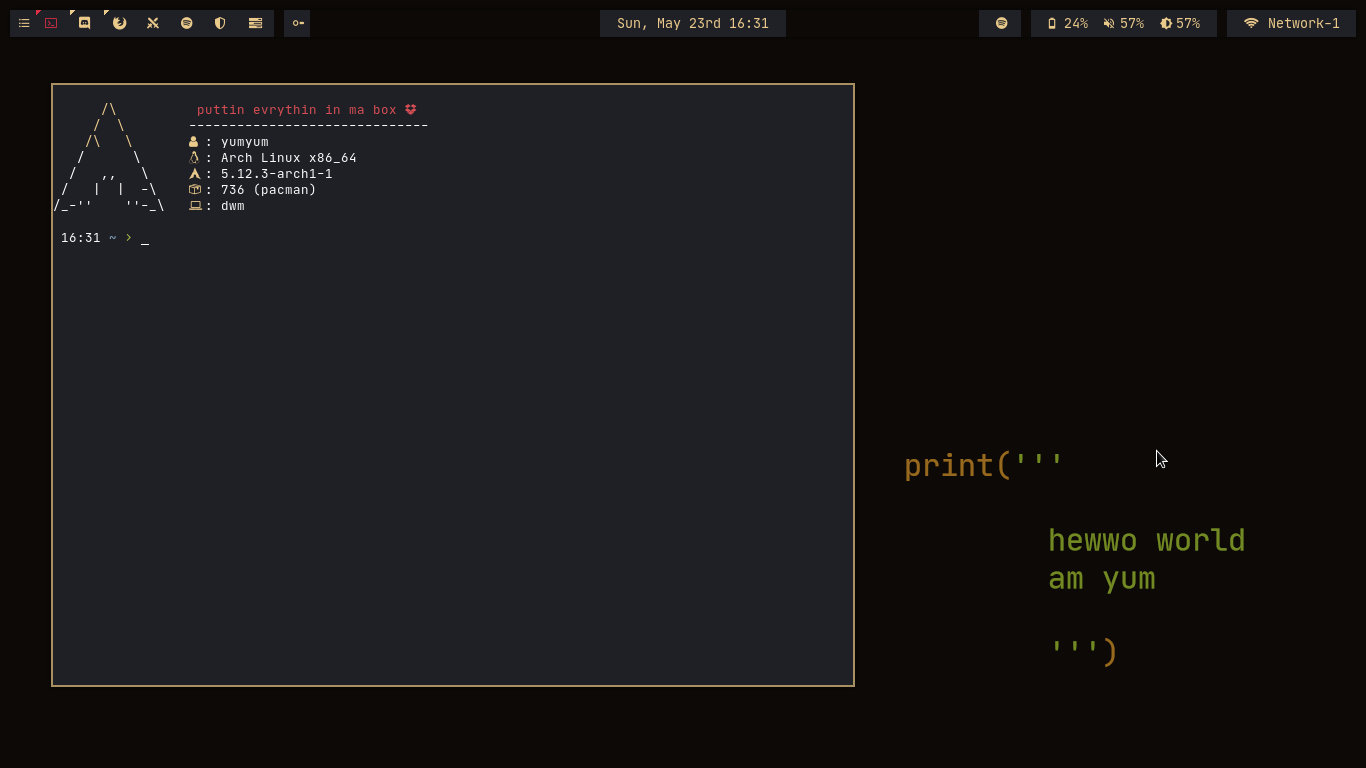 Sun, May 23rd 16:31
24% 57% 57%
Network-1
puttin evrythin in ma box
------------------------------
: yumyum
: Arch Linux x86_64
: 5.12.3-arch1-1
: 736 (pacman)
: dwm
16:31 ~ > _
print('''
hewwo world
am yum
''')